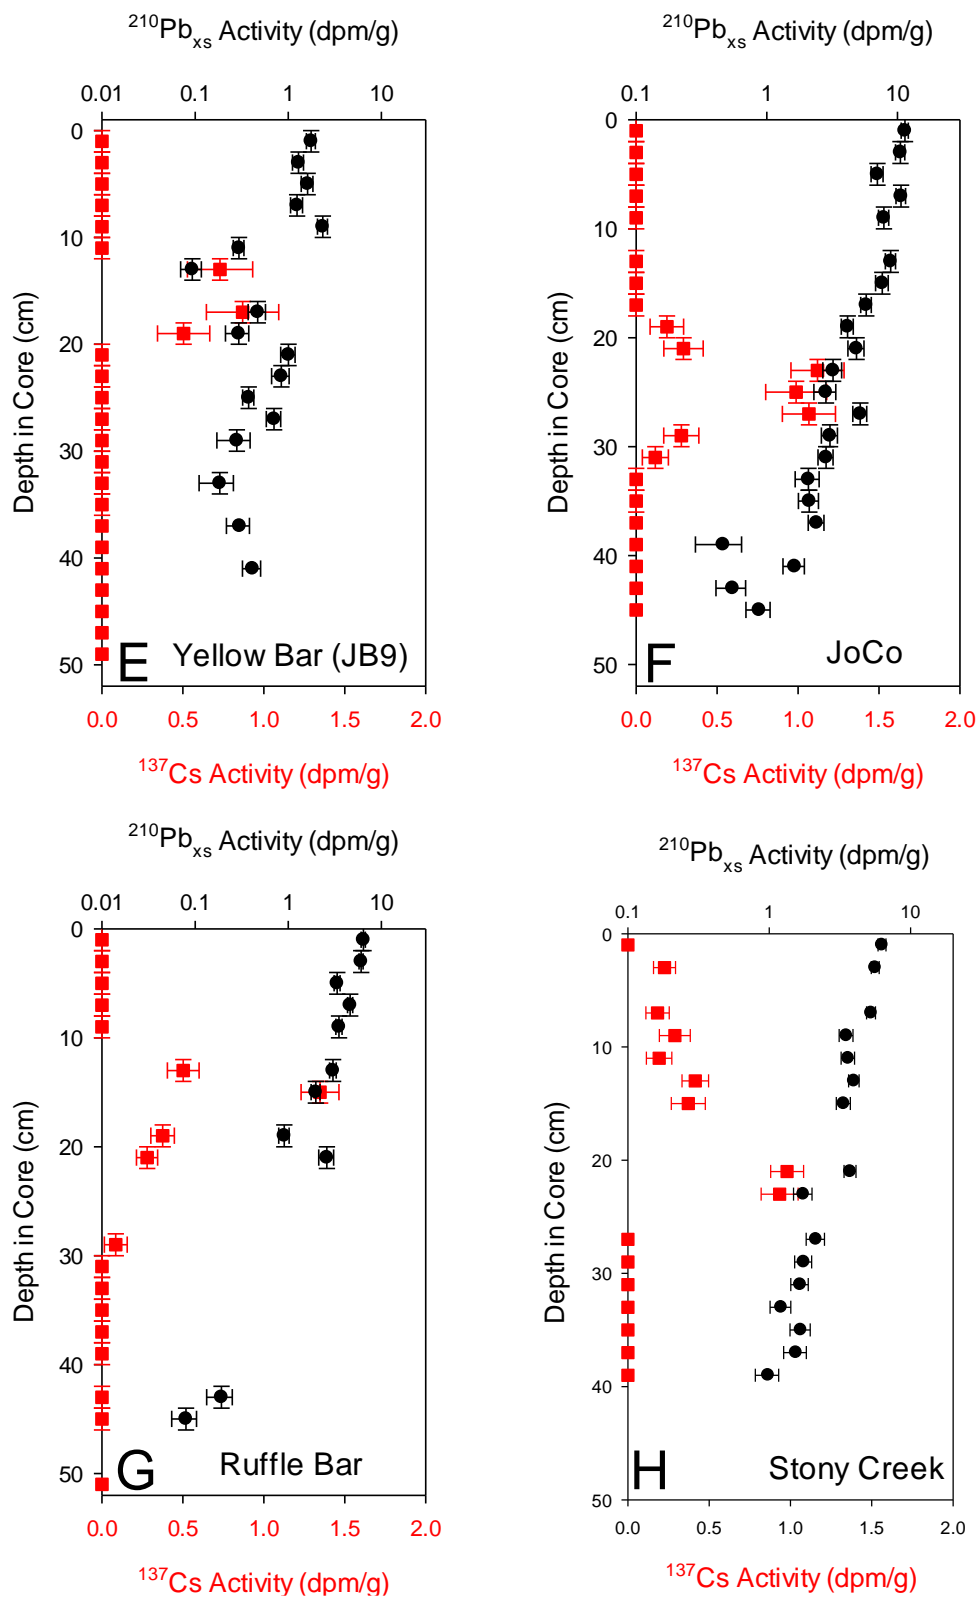 210Pbxs Activity (dpm/g)
0.01 0.1 1 10
0
10
20
30
40
50
Depth in Core (cm)
E Yellow Bar (JB9)
0.0 0.5 1.0 1.5 2.0
137Cs Activity (dpm/g)
210Pbxs Activity (dpm/g)
0.1 1 10
0
10
20
30
40
50
Depth in Core (cm)
F JoCo
0.0 0.5 1.0 1.5 2.0
137Cs Activity (dpm/g)
210Pbxs Activity (dpm/g)
0.01 0.1 1 10
0
10
20
30
40
50
Depth in Core (cm)
G Ruffle Bar
0.0 0.5 1.0 1.5 2.0
137Cs Activity (dpm/g)
210Pbxs Activity (dpm/g)
0.1 1 10
0
10
20
30
40
50
Depth in Core (cm)
H Stony Creek
0.0 0.5 1.0 1.5 2.0
137Cs Activity (dpm/g)